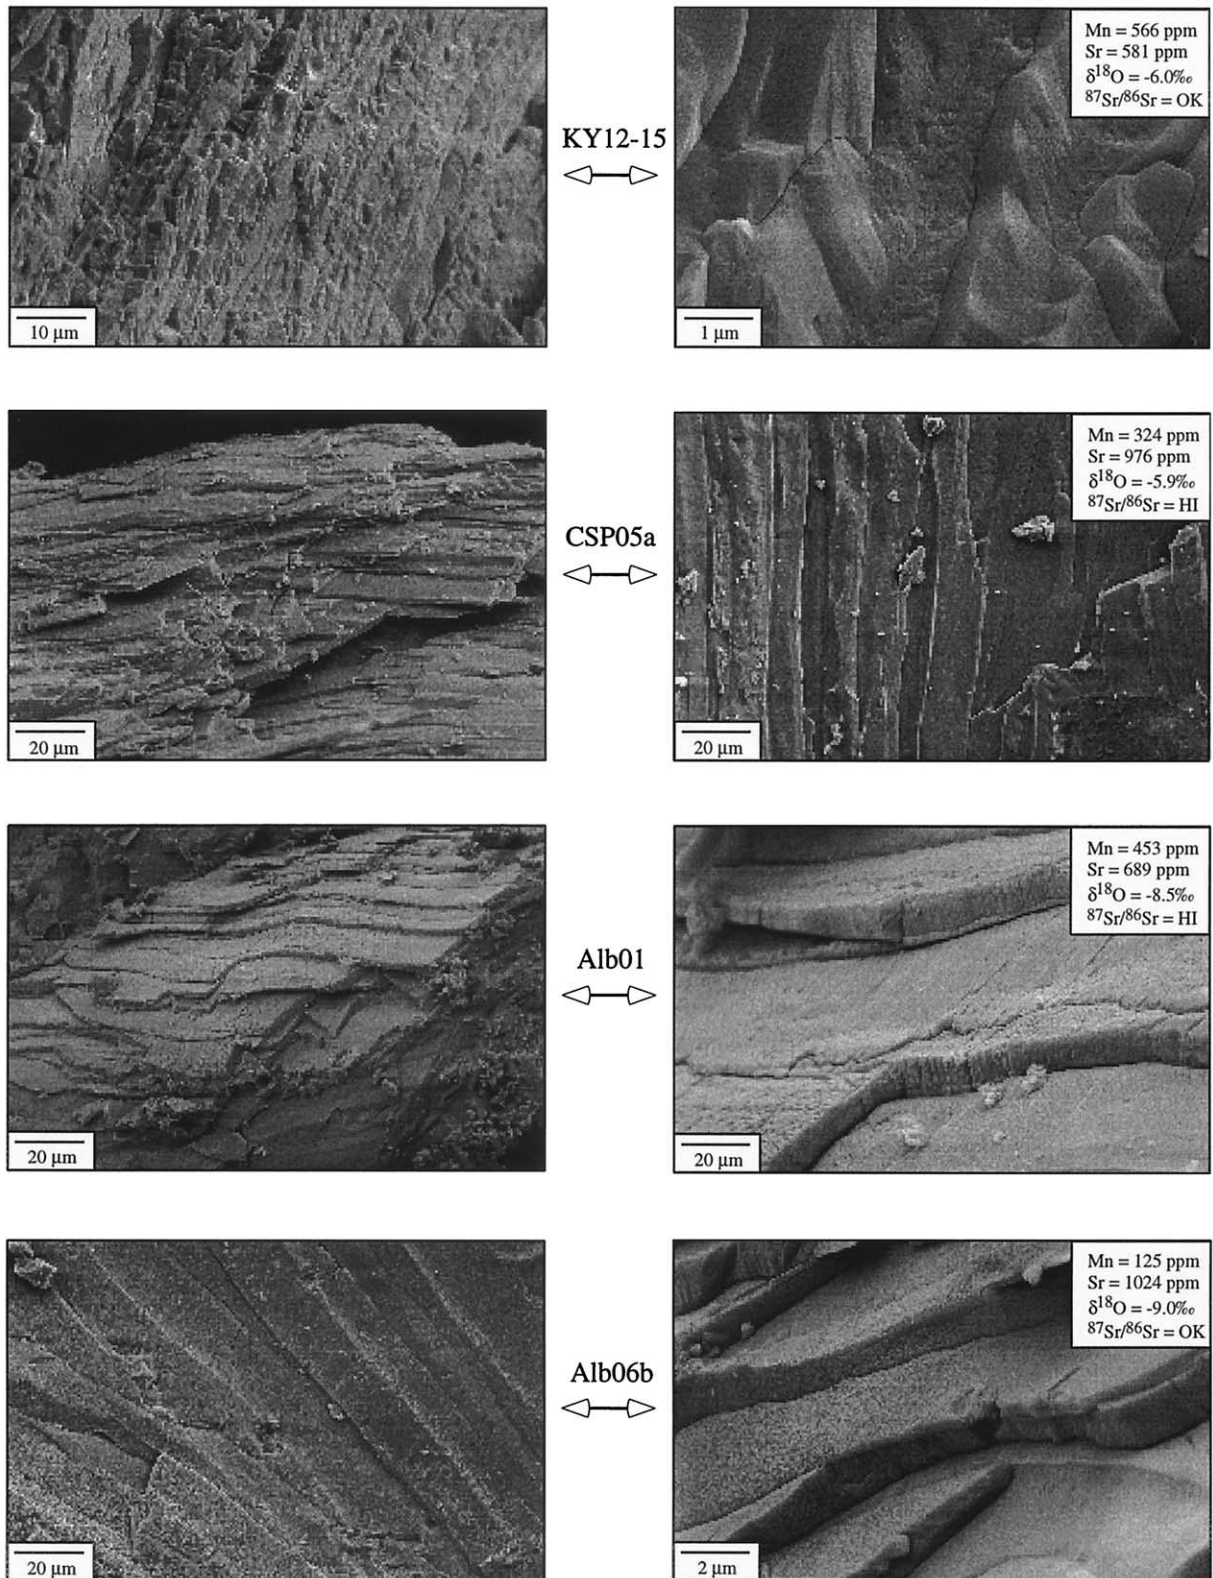 Mn = 566 ppm
Sr = 581 ppm
δ18O = -6.0‰
87Sr/86Sr = OK
KY12-15
10 µm
1 µm
Mn = 324 ppm
Sr = 976 ppm
δ18O = -5.9‰
87Sr/86Sr = HI
CSP05a
20 µm
20 µm
Mn = 453 ppm
Sr = 689 ppm
δ18O = -8.5‰
87Sr/86Sr = HI
Alb01
20 µm
20 µm
Mn = 125 ppm
Sr = 1024 ppm
δ18O = -9.0‰
87Sr/86Sr = OK
Alb06b
20 µm
2 µm